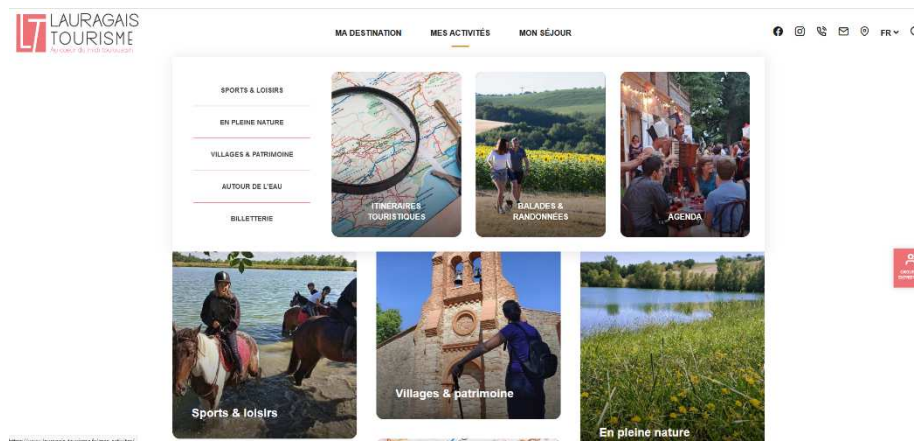 LAURAGAIS
TOURISME
MA DESTINATION
MES ACTIVITÉS
MON SÉJOUR
FR
SPORTS & LOISIRS
EN PLEINE NATURE
VILLAGES & PATRIMOINE
AUTOUR DE L'EAU
BILLETTERIE
ITINÉRAIRES
TOURISTIQUES
BALADES &
RANDONNÉES
AGENDA
Sports & loisirs
Villages & patrimoine
En pleine nature